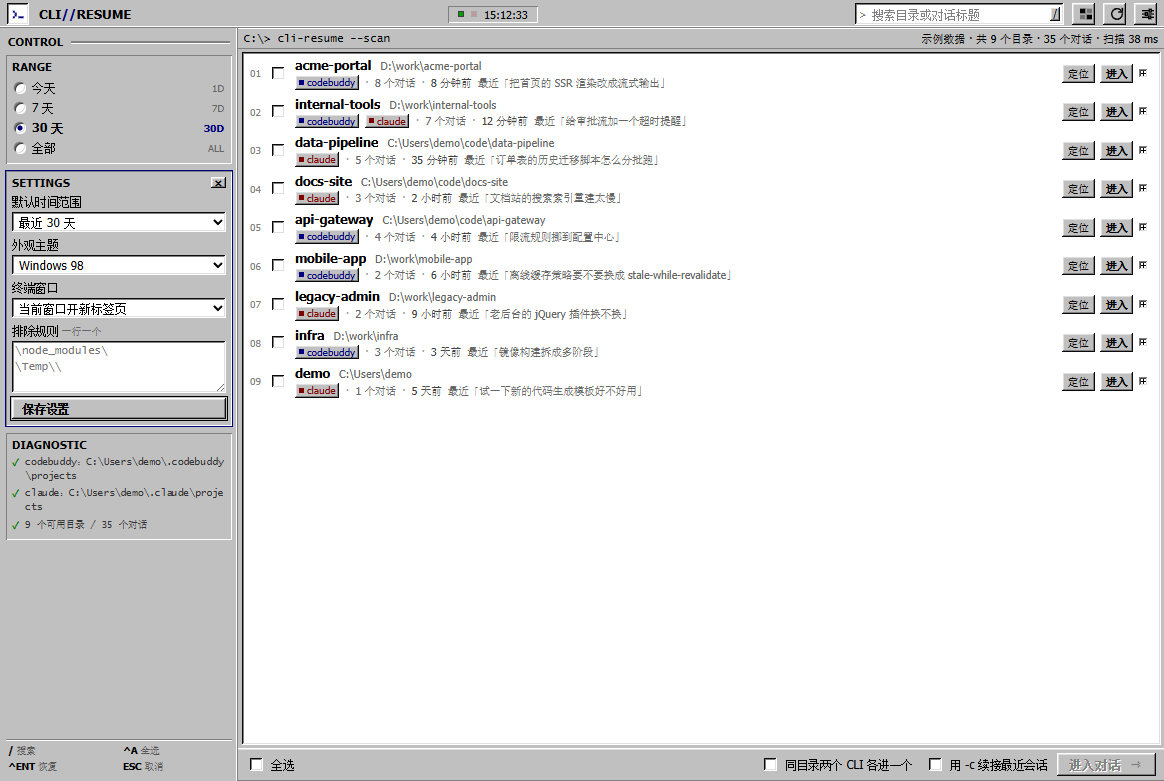 CLI//RESUME
15:12:33
> 搜索目录或对话标题 /
CONTROL
RANGE
今天 1D
7 天 7D
30 天 30D
全部 ALL
SETTINGS
默认时间范围
最近 30 天
外观主题
Windows 98
终端窗口
当前窗口开新标签页
排除规则 一行一个
\node_modules\
\Temp\\
保存设置
DIAGNOSTIC
✓ codebuddy: C:\Users\demo\.codebuddy
\projects
✓ claude: C:\Users\demo\.claude\proje
cts
✓ 9 个可用目录 / 35 个对话
/ 搜索 ^A 全选
^ENT 恢复 ESC 取消
C:\> cli-resume --scan
示例数据 · 共 9 个目录 · 35 个对话 · 扫描 38 ms
01 acme-portal D:\work\acme-portal 定位 进入
codebuddy · 8 个对话 · 8 分钟前 最近「把首页的 SSR 渲染改成流式输出」
02 internal-tools D:\work\internal-tools 定位 进入
codebuddy claude · 7 个对话 · 12 分钟前 最近「给审批流加一个超时提醒」
03 data-pipeline C:\Users\demo\code\data-pipeline 定位 进入
claude · 5 个对话 · 35 分钟前 最近「订单表的历史迁移脚本怎么分批跑」
04 docs-site C:\Users\demo\code\docs-site 定位 进入
claude · 3 个对话 · 2 小时前 最近「文档站的搜索索引重建太慢」
05 api-gateway C:\Users\demo\code\api-gateway 定位 进入
codebuddy · 4 个对话 · 4 小时前 最近「限流规则挪到配置中心」
06 mobile-app D:\work\mobile-app 定位 进入
codebuddy · 2 个对话 · 6 小时前 最近「离线缓存策略要不要换成 stale-while-revalidate」
07 legacy-admin D:\work\legacy-admin 定位 进入
claude · 2 个对话 · 9 小时前 最近「老后台的 jQuery 插件换不换」
08 infra D:\work\infra 定位 进入
codebuddy · 3 个对话 · 3 天前 最近「镜像构建拆成多阶段」
09 demo C:\Users\demo 定位 进入
claude · 1 个对话 · 5 天前 最近「试一下新的代码生成模板好不好用」
全选 同目录两个 CLI 各进一个 用 -c 续接最近会话 进入对话